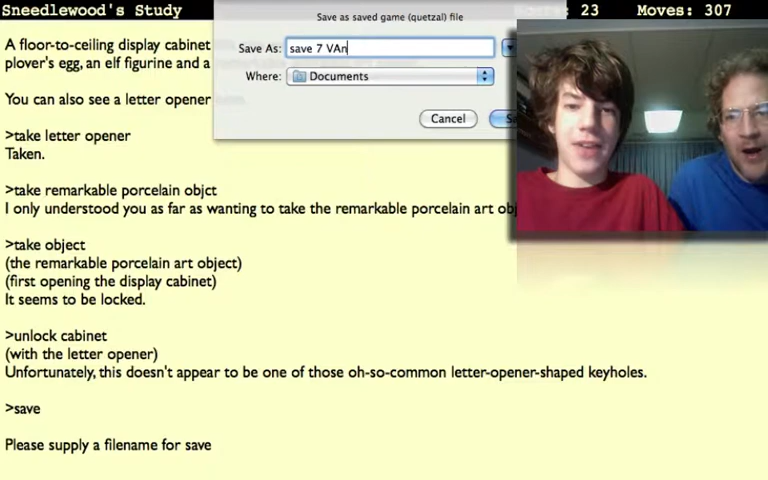 Sneedlewood's Study 23 Moves: 307
Save as saved game (quetzal) file
Save As: save 7 VAn
Where: Documents
Cancel
A floor-to-ceiling display cabinet
plover's egg, an elf figurine and a
You can also see a letter opener
>take letter opener
Taken.
>take remarkable porcelain objct
I only understood you as far as wanting to take the remarkable porcelain art
>take object
(the remarkable porcelain art object)
(first opening the display cabinet)
It seems to be locked.
>unlock cabinet
(with the letter opener)
Unfortunately, this doesn't appear to be one of those oh-so-common letter-opener-shaped keyholes.
>save
Please supply a filename for save